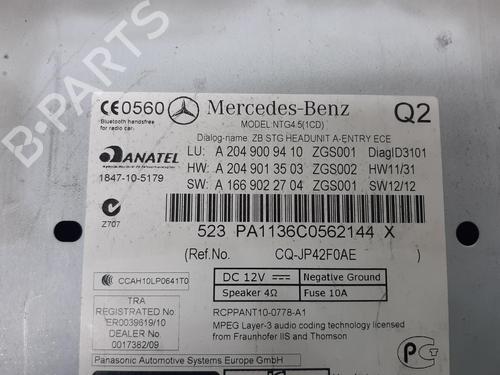 B-PARTS
CE0560
Bluetooth handsfree
for radio car
Mercedes-Benz
Q2
MODEL NTG4.5(1CD)
Dialog-name: ZB STG HEADUNIT A-ENTRY ECE
ANATEL
1847-10-5179
LU: A 204 900 94 10 ZGS001 DiagID3101
HW: A 204 901 35 03 ZGS002 HW11/31
SW: A 166 902 27 04 ZGS001 SW12/12
Z707
523 PA1136C0562144 X
(Ref.No. CQ-JP42F0AE )
CCAH10LP0641T0
TRA
REGISTRATED No
ER0039619/10
DEALER No
0017382/09
DC 12V
Negative Ground
Speaker 4Ω
Fuse 10A
RCPPANT10-0778-A1
MPEG Layer-3 audio coding technology licensed
from Fraunhofer IIS and Thomson
Panasonic Automotive Systems Europe GmbH